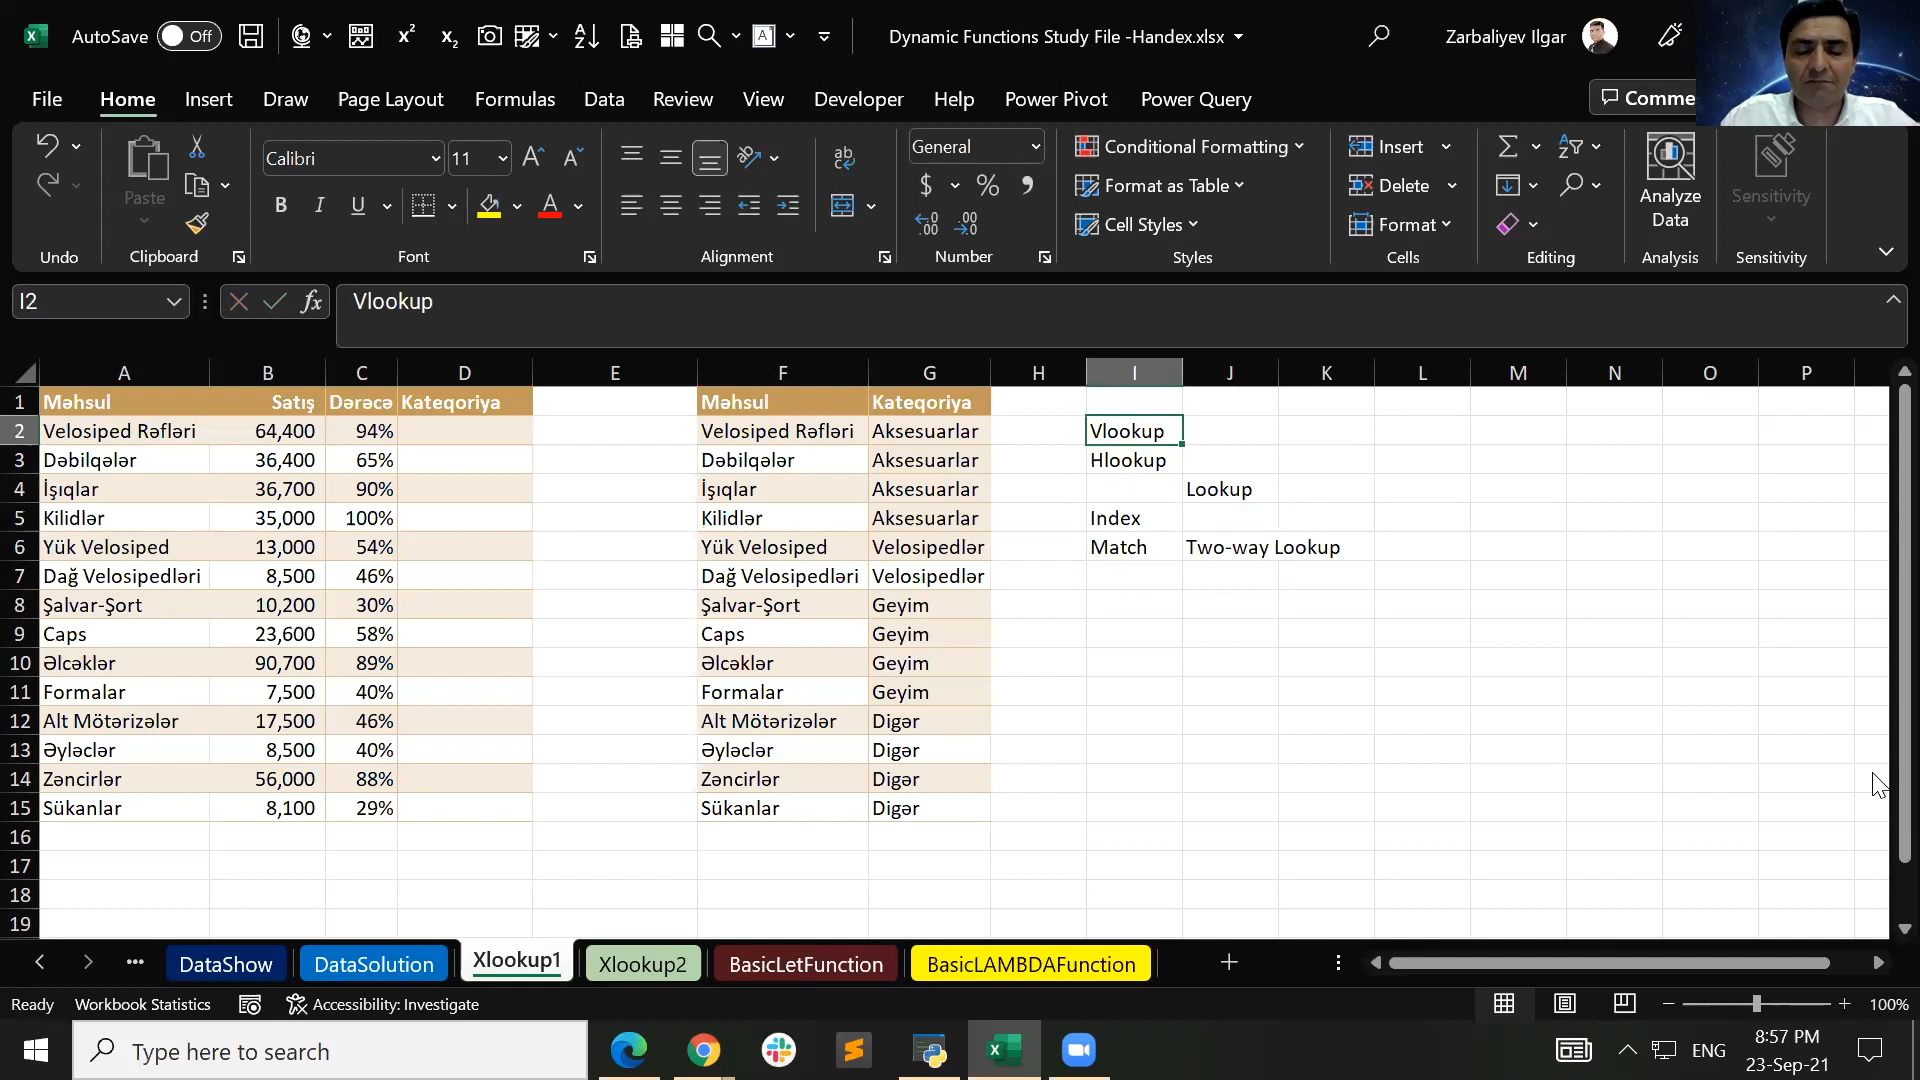 AutoSave Off
Dynamic Functions Study File -Handex.xlsx
Zarbaliyev Ilgar
File Home Insert Draw Page Layout Formulas Data Review View Developer Help Power Pivot Power Query Comme
Calibri 11 General Conditional Formatting Insert
Paste Format as Table Delete Analyze Data Sensitivity
Cell Styles Format
Undo Clipboard Font Alignment Number Styles Cells Editing Analysis Sensitivity
I2 fx Vlookup
A B C D E F G H I J K L M N O P
1 Məhsul Satış Dərəcə Kateqoriya Məhsul Kateqoriya
2 Velosiped Rəfləri 64,400 94% Velosiped Rəfləri Aksesuarlar Vlookup
3 Dəbilqələr 36,400 65% Dəbilqələr Aksesuarlar Hlookup
4 İşıqlar 36,700 90% İşıqlar Aksesuarlar Lookup
5 Kilidlər 35,000 100% Kilidlər Aksesuarlar Index
6 Yük Velosiped 13,000 54% Yük Velosiped Velosipedlər Match Two-way Lookup
7 Dağ Velosipedləri 8,500 46% Dağ Velosipedləri Velosipedlər
8 Şalvar-Şort 10,200 30% Şalvar-Şort Geyim
9 Caps 23,600 58% Caps Geyim
10 Əlcəklər 90,700 89% Əlcəklər Geyim
11 Formalar 7,500 40% Formalar Geyim
12 Alt Mötərizələr 17,500 46% Alt Mötərizələr Digər
13 Əyləclər 8,500 40% Əyləclər Digər
14 Zəncirlər 56,000 88% Zəncirlər Digər
15 Sükanlar 8,100 29% Sükanlar Digər
16
17
18
19
DataShow DataSolution Xlookup1 Xlookup2 BasicLetFunction BasicLAMBDAFunction
Ready Workbook Statistics Accessibility: Investigate 100%
Type here to search ENG 8:57 PM
23-Sep-21